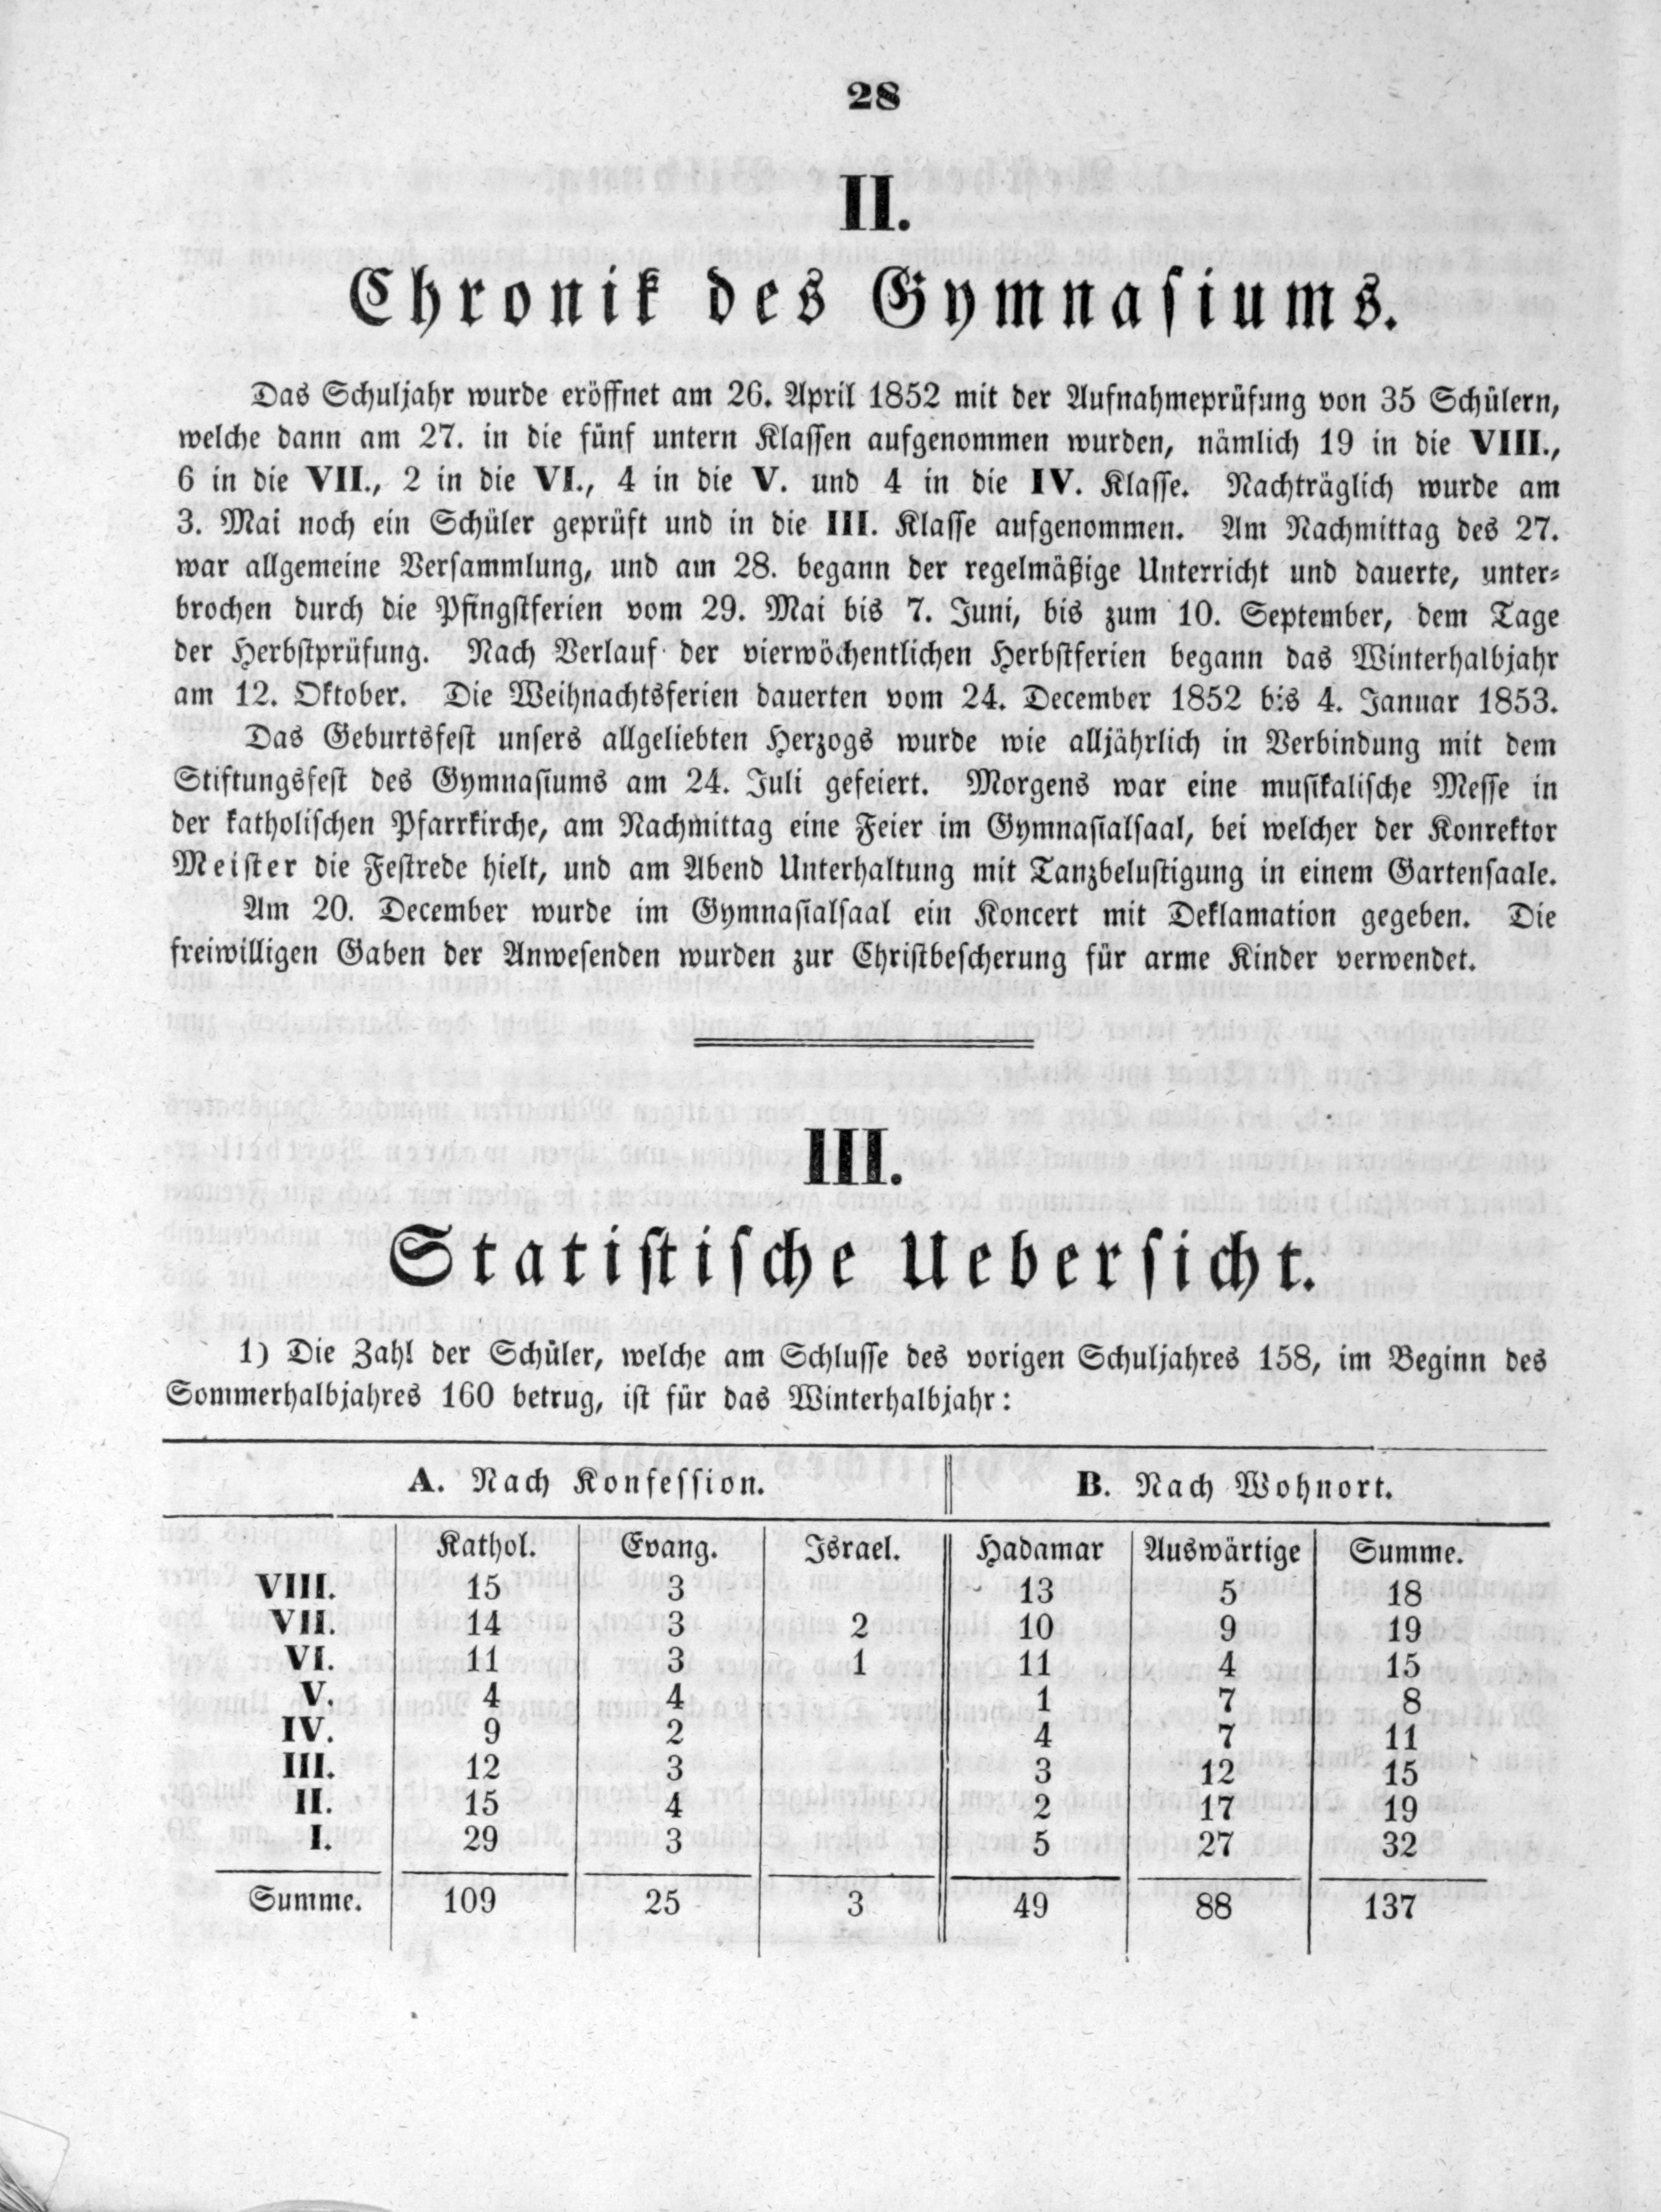 28
II.
Chronik des Gymnasiums.
Das Schuljahr wurde eröffnet am 26. April 1852 mit der Aufnahmeprüfung von 35 Schülern,
welche dann am 27. in die fünf untern Klassen aufgenommen wurden, nämlich 19 in die VIII.,
6 in die VII., 2 in die VI., 4 in die V. und 4 in die IV. Klasse. Nachträglich wurde am
3. Mai noch ein Schüler geprüft und in die III. Klasse aufgenommen. Am Nachmittag des 27.
war allgemeine Versammlung, und am 28. begann der regelmäßige Unterricht und dauerte, unter-
brochen durch die Pfingstferien vom 29. Mai bis 7. Juni, bis zum 10. September, dem Tage
der Herbstprüfung. Nach Verlauf der vierwöchentlichen Herbstferien begann das Winterhalbjahr
am 12. Oktober. Die Weihnachtsferien dauerten vom 24. December 1852 bis 4. Januar 1853.
Das Geburtsfest unsers allgeliebten Herzogs wurde wie alljährlich in Verbindung mit dem
Stiftungsfest des Gymnasiums am 24. Juli gefeiert. Morgens war eine musikalische Messe in
der katholischen Pfarrkirche, am Nachmittag eine Feier im Gymnasialsaal, bei welcher der Konrektor
Meister die Festrede hielt, und am Abend Unterhaltung mit Tanzbelustigung in einem Gartensaale.
Am 20. December wurde im Gymnasialsaal ein Koncert mit Deklamation gegeben. Die
freiwilligen Gaben der Anwesenden wurden zur Christbescherung für arme Kinder verwendet.
III.
Statistische Uebersicht.
1) Die Zahl der Schüler, welche am Schlusse des vorigen Schuljahres 158, im Beginn des
Sommerhalbjahres 160 betrug, ist für das Winterhalbjahr:
A. Nach Konfession. B. Nach Wohnort.
Kathol. Evang. Israel. Hadamar Auswärtige Summe.
VIII. 15 3 13 5 18
VII. 14 3 2 10 9 19
VI. 11 3 1 11 4 15
V. 4 4 1 7 8
IV. 9 2 4 7 11
III. 12 3 3 12 15
II. 15 4 2 17 19
I. 29 3 5 27 32
Summe. 109 25 3 49 88 137